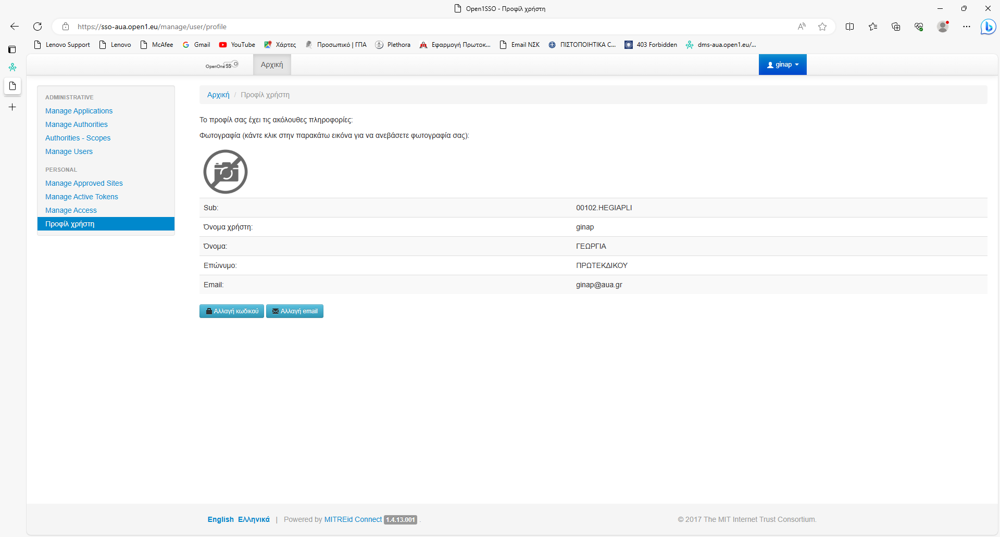 Open1SSO - Προφίλ χρήστη
https://sso-aua.open1.eu/manage/user/profile
Lenovo Support Lenovo McAfee Gmail YouTube Χάρτες Προσωπικό | ΓΠΑ Plethora Εφαρμογή Πρωτοκ... Email ΝΣΚ ΠΙΣΤΟΠΟΙΗΤΙΚΑ C... 403 Forbidden dms-aua.open1.eu/...
OpenOne SSO Αρχική ginap
ADMINISTRATIVE
Manage Applications
Manage Authorities
Authorities - Scopes
Manage Users
PERSONAL
Manage Approved Sites
Manage Active Tokens
Manage Access
Προφίλ χρήστη
Αρχική / Προφίλ χρήστη
Το προφίλ σας έχει τις ακόλουθες πληροφορίες:
Φωτογραφία (κάντε κλικ στην παρακάτω εικόνα για να ανεβάσετε φωτογραφία σας):
Sub: 00102.HEGIAPLI
Όνομα χρήστη: ginap
Όνομα: ΓΕΩΡΓΙΑ
Επώνυμο: ΠΡΩΤΕΚΔΙΚΟΥ
Email: ginap@aua.gr
Αλλαγή κωδικού Αλλαγή email
English Ελληνικά | Powered by MITREid Connect 1.4.13.001 .
© 2017 The MIT Internet Trust Consortium.